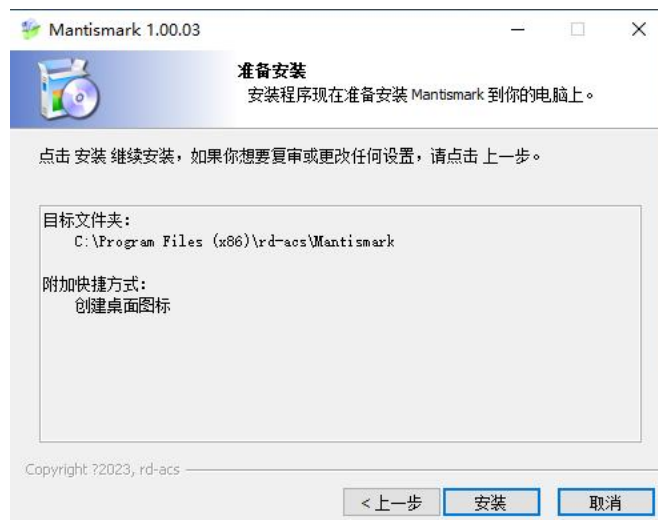 Mantismark 1.00.03
准备安装
安装程序现在准备安装 Mantismark 到你的电脑上。
点击 安装 继续安装，如果你想要复审或更改任何设置，请点击 上一步。
目标文件夹:
C:\Program Files (x86)\rd-acs\Mantismark
附加快捷方式:
创建桌面图标
Copyright ?2023, rd-acs
< 上一步
安装
取消